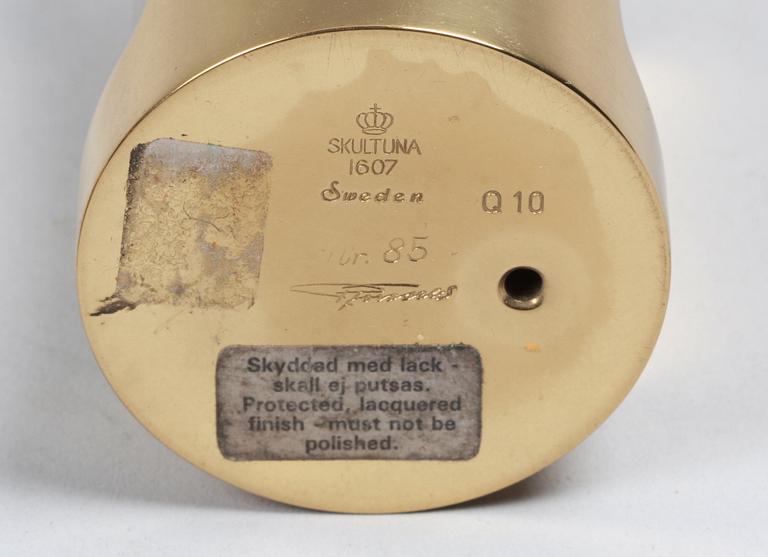 SKULTUNA
1607
Sweden
Q 10
nr. 85
Skyddad med lack -
skall ej putsas.
Protected, lacquered
finish - must not be
polished.